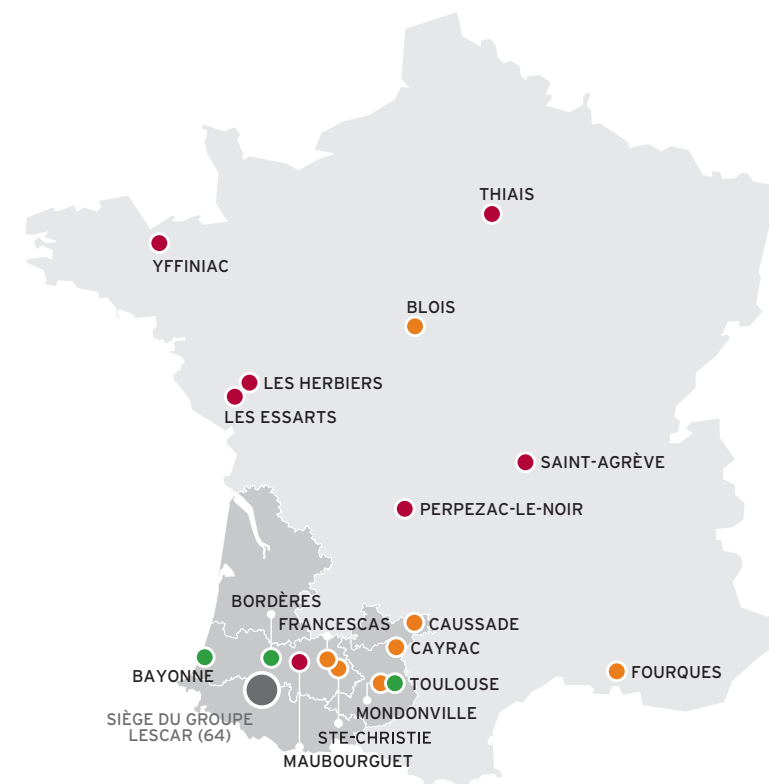 THIAIS
YFFINIAC
BLOIS
LES HERBIERS
LES ESSARTS
SAINT-AGRÈVE
PERPEZAC-LE-NOIR
BORDÈRES
FRANCESCAS
CAUSSADE
CAYRAC
BAYONNE
FOURQUES
TOULOUSE
MONDONVILLE
SIÈGE DU GROUPE
LESCAR (64)
STE-CHRISTIE
MAUBOURGUET